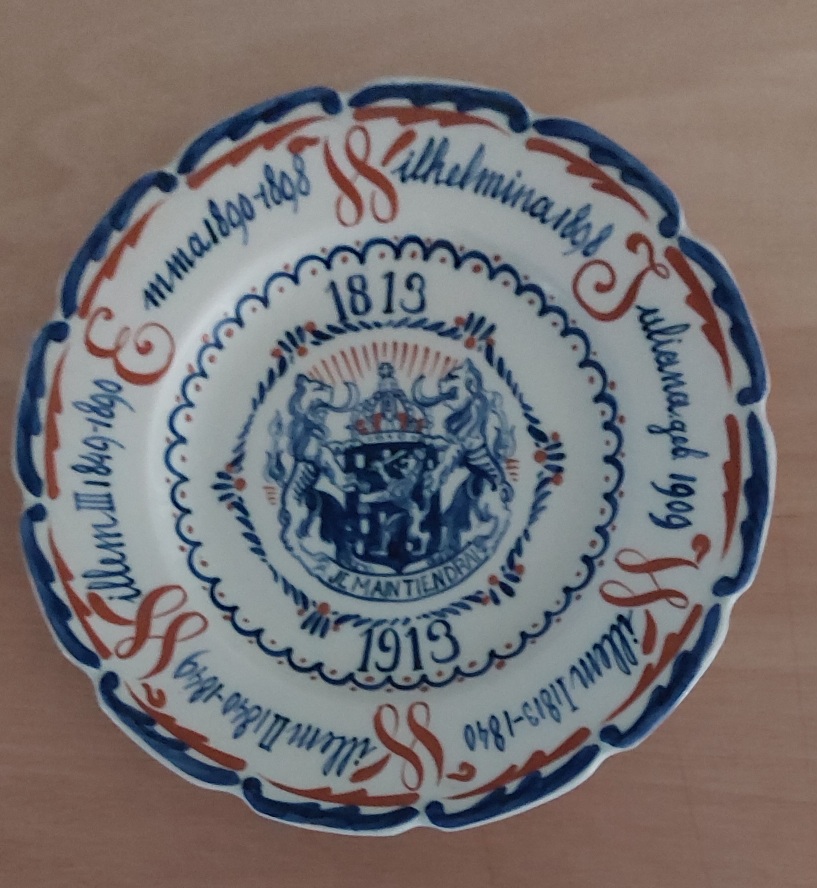 Wilhelmina 1898
Juliana geb 1909
Willem I 1813-1840
Willem II 1840-1849
Willem III 1849-1890
Emma 1890-1898
1813
JE MAINTIENDRAI
1913